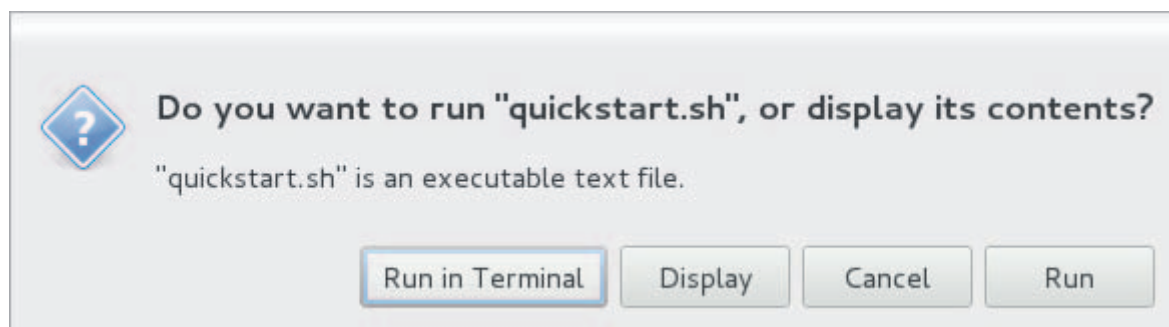 Do you want to run "quickstart.sh", or display its contents?
"quickstart.sh" is an executable text file.
Run in Terminal Display Cancel Run